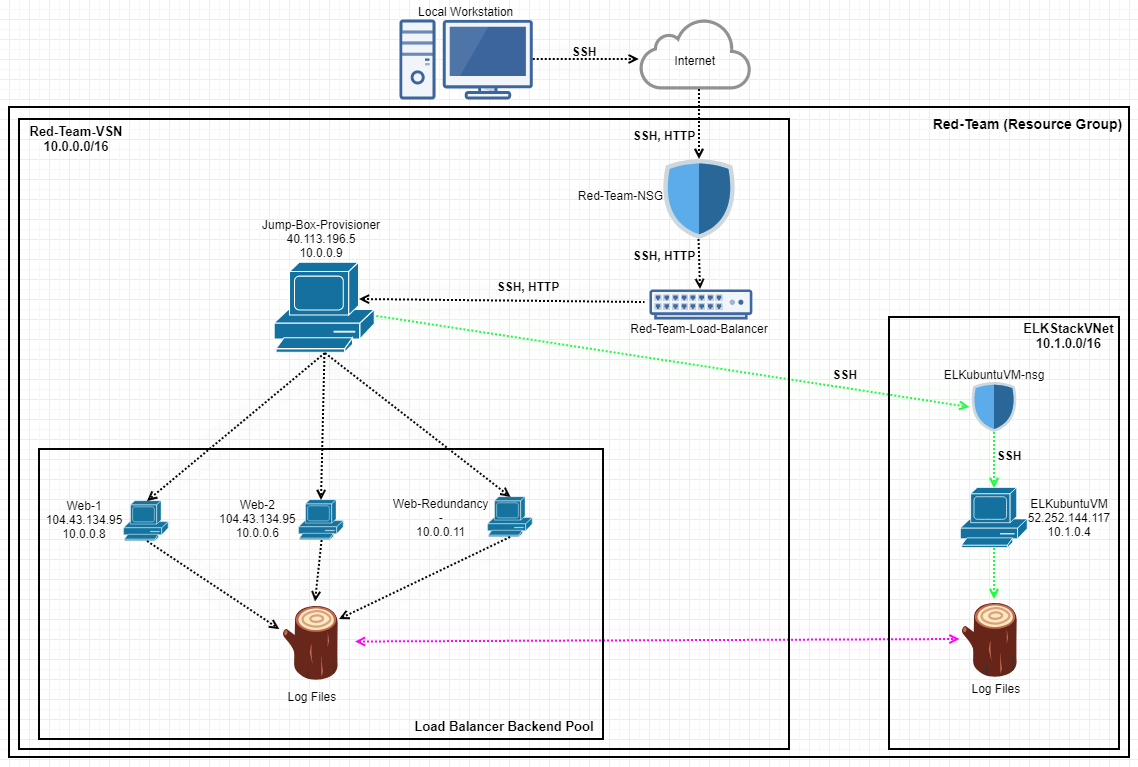 Local Workstation
SSH
Internet
Red-Team (Resource Group)
Red-Team-VSN
10.0.0.0/16
SSH, HTTP
Red-Team-NSG
SSH, HTTP
Jump-Box-Provisioner
40.113.196.5
10.0.0.9
SSH, HTTP
Red-Team-Load-Balancer
ELKStackVNet
10.1.0.0/16
SSH
ELKubuntuVM-nsg
SSH
Web-1
104.43.134.95
10.0.0.8
Web-2
104.43.134.95
10.0.0.6
Web-Redundancy
-
10.0.0.11
ELKubuntuVM
52.252.144.117
10.1.0.4
Log Files
Log Files
Load Balancer Backend Pool